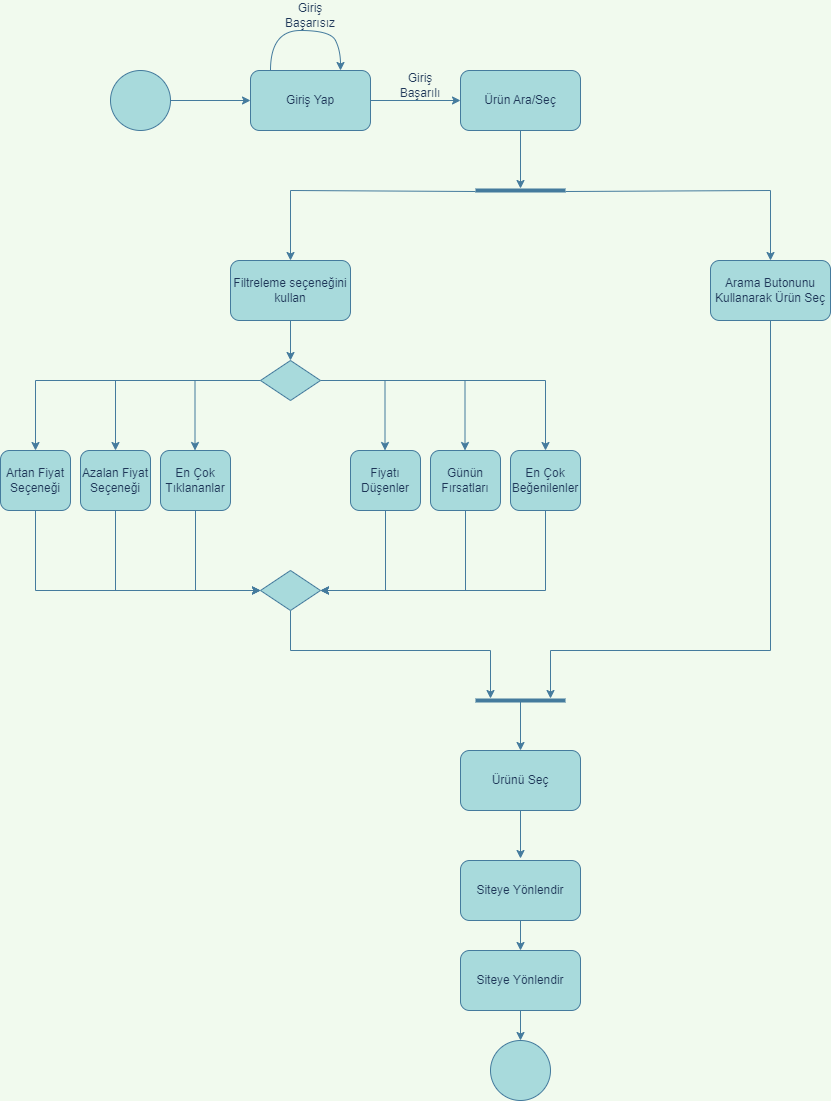 Giriş
Başarısız
Giriş Yap
Giriş
Başarılı
Ürün Ara/Seç
Filtreleme seçeneğini
kullan
Arama Butonunu
Kullanarak Ürün Seç
Artan Fiyat
Seçeneği
Azalan Fiyat
Seçeneği
En Çok
Tıklananlar
Fiyatı
Düşenler
Günün
Fırsatları
En Çok
Beğenilenler
Ürünü Seç
Siteye Yönlendir
Siteye Yönlendir